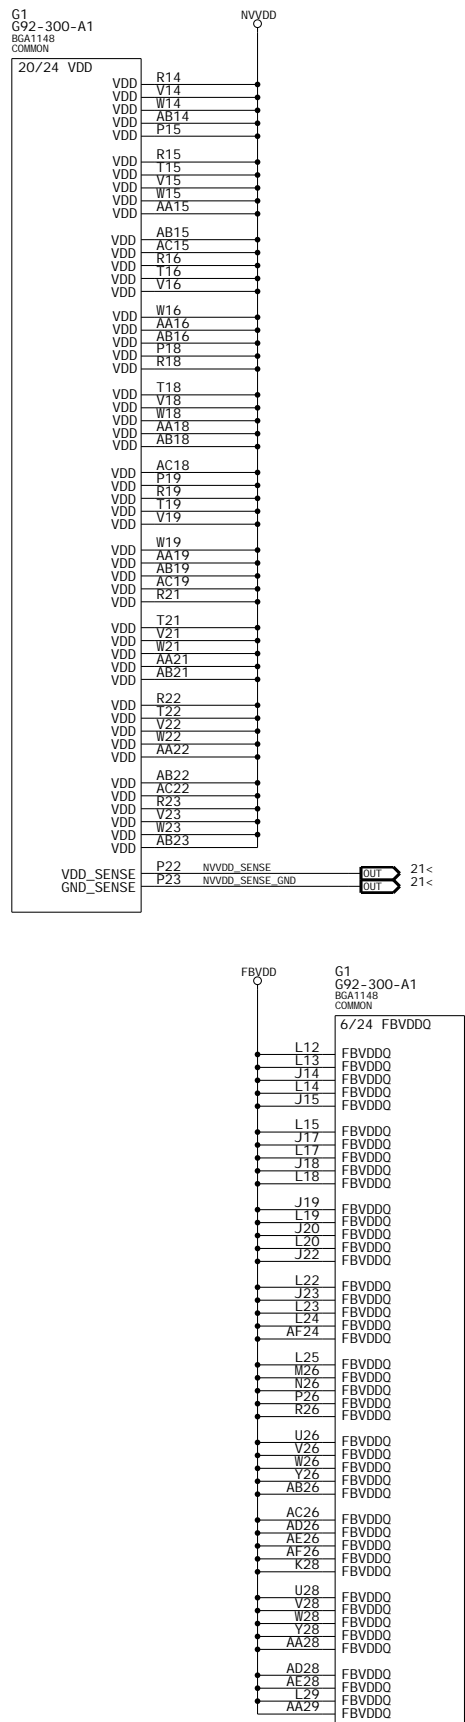 G1
G92-300-A1
BGA1148
COMMON
NVVDD
20/24 VDD
VDD R14
VDD V14
VDD W14
VDD AB14
VDD P15
VDD R15
VDD T15
VDD V15
VDD W15
VDD AA15
VDD AB15
VDD AC15
VDD R16
VDD T16
VDD V16
VDD W16
VDD AA16
VDD AB16
VDD P18
VDD R18
VDD T18
VDD V18
VDD W18
VDD AA18
VDD AB18
VDD AC18
VDD P19
VDD R19
VDD T19
VDD V19
VDD W19
VDD AA19
VDD AB19
VDD AC19
VDD R21
VDD T21
VDD V21
VDD W21
VDD AA21
VDD AB21
VDD R22
VDD T22
VDD V22
VDD W22
VDD AA22
VDD AB22
VDD AC22
VDD R23
VDD V23
VDD W23
VDD AB23
VDD_SENSE P22 NVVDD_SENSE OUT 21<
GND_SENSE P23 NVVDD_SENSE_GND OUT 21<
FBVDD
G1
G92-300-A1
BGA1148
COMMON
6/24 FBVDDQ
L12 FBVDDQ
L13 FBVDDQ
J14 FBVDDQ
L14 FBVDDQ
J15 FBVDDQ
L15 FBVDDQ
J17 FBVDDQ
L17 FBVDDQ
J18 FBVDDQ
L18 FBVDDQ
J19 FBVDDQ
L19 FBVDDQ
J20 FBVDDQ
L20 FBVDDQ
J22 FBVDDQ
L22 FBVDDQ
J23 FBVDDQ
L23 FBVDDQ
L24 FBVDDQ
AF24 FBVDDQ
L25 FBVDDQ
M26 FBVDDQ
N26 FBVDDQ
P26 FBVDDQ
R26 FBVDDQ
U26 FBVDDQ
V26 FBVDDQ
W26 FBVDDQ
Y26 FBVDDQ
AB26 FBVDDQ
AC26 FBVDDQ
AD26 FBVDDQ
AE26 FBVDDQ
AF26 FBVDDQ
K28 FBVDDQ
U28 FBVDDQ
V28 FBVDDQ
W28 FBVDDQ
Y28 FBVDDQ
AA28 FBVDDQ
AD28 FBVDDQ
AE28 FBVDDQ
L29 FBVDDQ
AA29 FBVDDQ